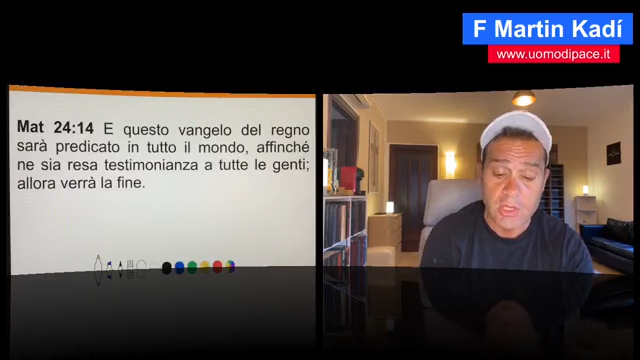 F Martin Kadí
www.uomodipace.it
Mat 24:14 E questo vangelo del regno
sarà predicato in tutto il mondo, affinché
ne sia resa testimonianza a tutte le genti;
allora verrà la fine.